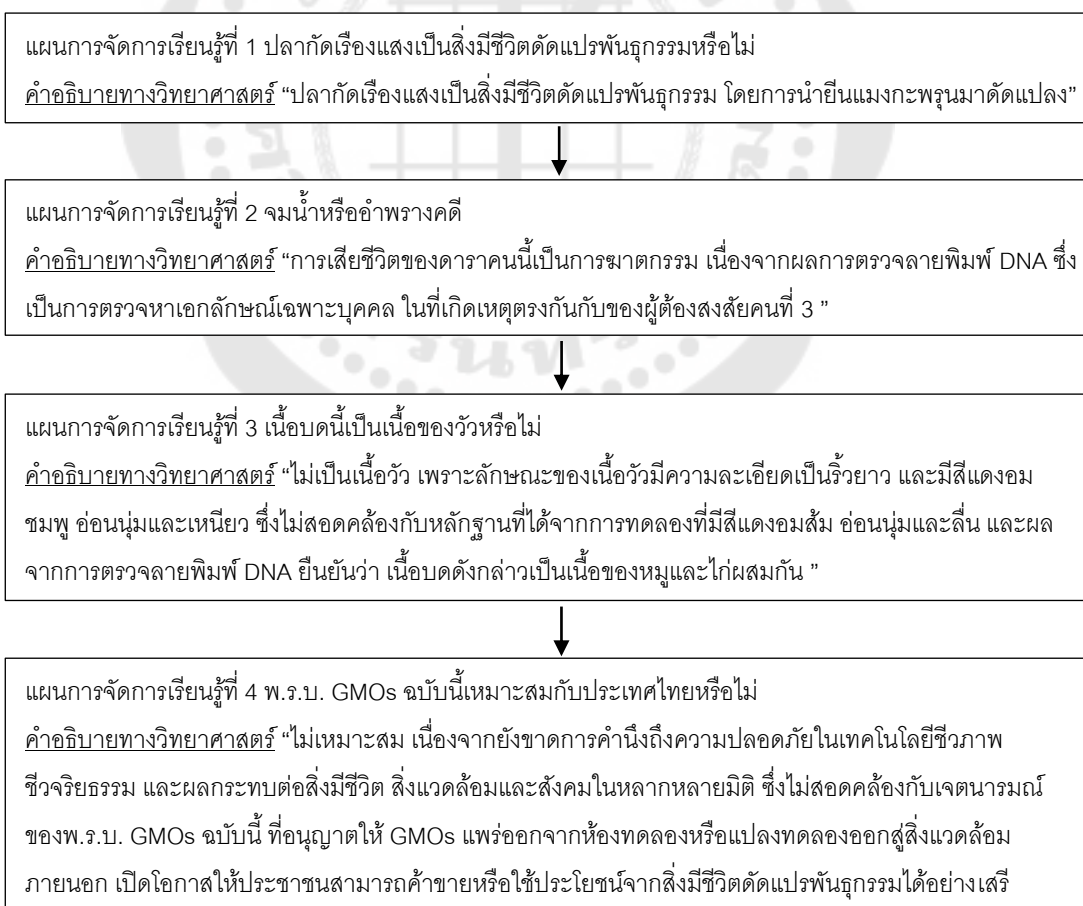 แผนการจัดการเรียนรู้ที่ 1 ปลากัดเรืองแสงเป็นสิ่งมีชีวิตดัดแปรพันธุกรรมหรือไม่
คำอธิบายทางวิทยาศาสตร์ “ปลากัดเรืองแสงเป็นสิ่งมีชีวิตดัดแปรพันธุกรรม โดยการนำยีนแมงกะพรุนมาดัดแปลง”
แผนการจัดการเรียนรู้ที่ 2 จมน้ำหรืออำพรางคดี
คำอธิบายทางวิทยาศาสตร์ “การเสียชีวิตของดาราคนนี้เป็นการฆาตกรรม เนื่องจากผลการตรวจลายพิมพ์ DNA ซึ่ง
เป็นการตรวจหาเอกลักษณ์เฉพาะบุคคล ในที่เกิดเหตุตรงกันกับของผู้ต้องสงสัยคนที่ 3 ”
แผนการจัดการเรียนรู้ที่ 3 เนื้อบดนี้เป็นเนื้อของวัวหรือไม่
คำอธิบายทางวิทยาศาสตร์ “ไม่เป็นเนื้อวัว เพราะลักษณะของเนื้อวัวมีความละเอียดเป็นริ้วยาว และมีสีแดงอม
ชมพู อ่อนนุ่มและเหนียว ซึ่งไม่สอดคล้องกับหลักฐานที่ได้จากการทดลองที่มีสีแดงอมส้ม อ่อนนุ่มและลื่น และผล
จากการตรวจลายพิมพ์ DNA ยืนยันว่า เนื้อบดดังกล่าวเป็นเนื้อของหมูและไก่ผสมกัน ”
แผนการจัดการเรียนรู้ที่ 4 พ.ร.บ. GMOs ฉบับนี้เหมาะสมกับประเทศไทยหรือไม่
คำอธิบายทางวิทยาศาสตร์ “ไม่เหมาะสม เนื่องจากยังขาดการคำนึงถึงความปลอดภัยในเทคโนโลยีชีวภาพ
ชีวจริยธรรม และผลกระทบต่อสิ่งมีชีวิต สิ่งแวดล้อมและสังคมในหลากหลายมิติ ซึ่งไม่สอดคล้องกับเจตนารมณ์
ของพ.ร.บ. GMOs ฉบับนี้ ที่อนุญาตให้ GMOs แพร่ออกจากห้องทดลองหรือแปลงทดลองออกสู่สิ่งแวดล้อม
ภายนอก เปิดโอกาสให้ประชาชนสามารถค้าขายหรือใช้ประโยชน์จากสิ่งมีชีวิตดัดแปรพันธุกรรมได้อย่างเสรี